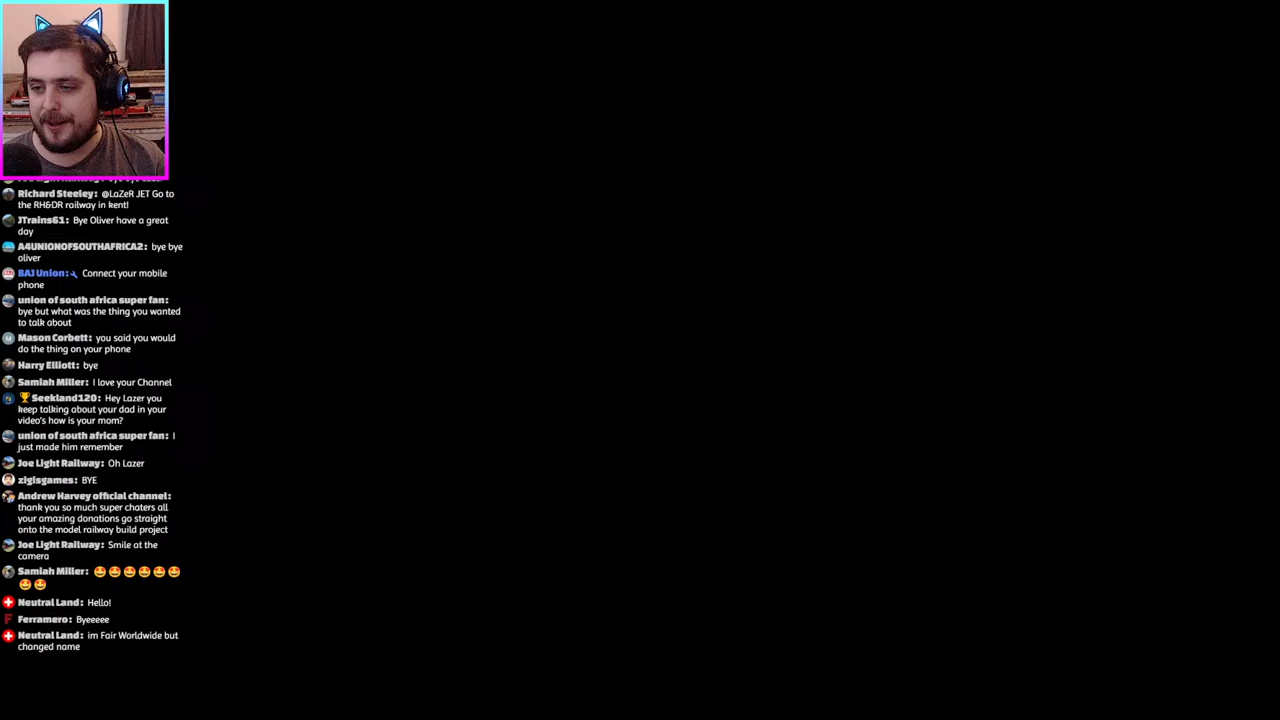 Richard Steeley: @LaZeR JET Go to
the RH&DR railway in kent!
JTrains61: Bye Oliver have a great
day
A4UNIONOFSOUTHAFRICA2: bye bye
oliver
BAJ Union: Connect your mobile
phone
union of south africa super fan:
bye but what was the thing you wanted
to talk about
Mason Corbett: you said you would
do the thing on your phone
Harry Elliott: bye
Samiah Miller: I love your Channel
Seekland120: Hey Lazer you
keep talking about your dad in your
video's how is your mom?
union of south africa super fan: I
just made him remember
Joe Light Railway: Oh Lazer
zigisgames: BYE
Andrew Harvey official channel:
thank you so much super chaters all
your amazing donations go straight
onto the model railway build project
Joe Light Railway: Smile at the
camera
Samiah Miller: 🤩🤩🤩🤩🤩🤩
🤩🤩
Neutral Land: Hello!
Ferramero: Byeeeee
Neutral Land: im Fair Worldwide but
changed name